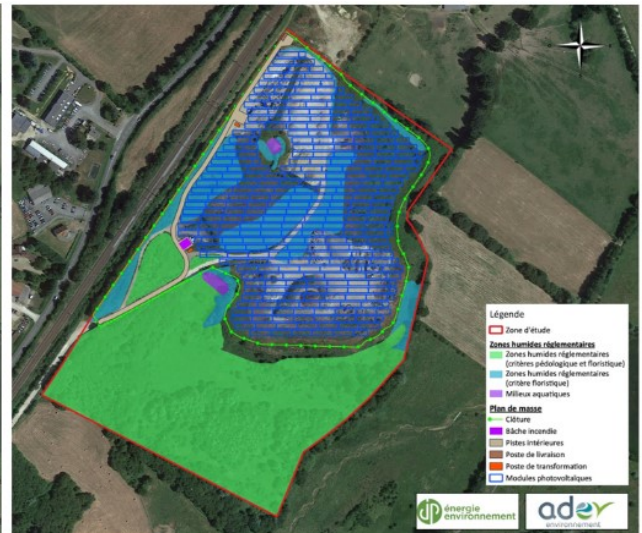 Légende
Zone d'étude
Zones humides réglementaires
Zones humides réglementaires
(critères pédologique et floristique)
Zones humides réglementaires
(critère floristique)
Milieux aquatiques
Plan de masse
Clôture
Bâche incendie
Pistes intérieures
Poste de livraison
Poste de transformation
Modules photovoltaïques
énergie
environnement
adev
environnement